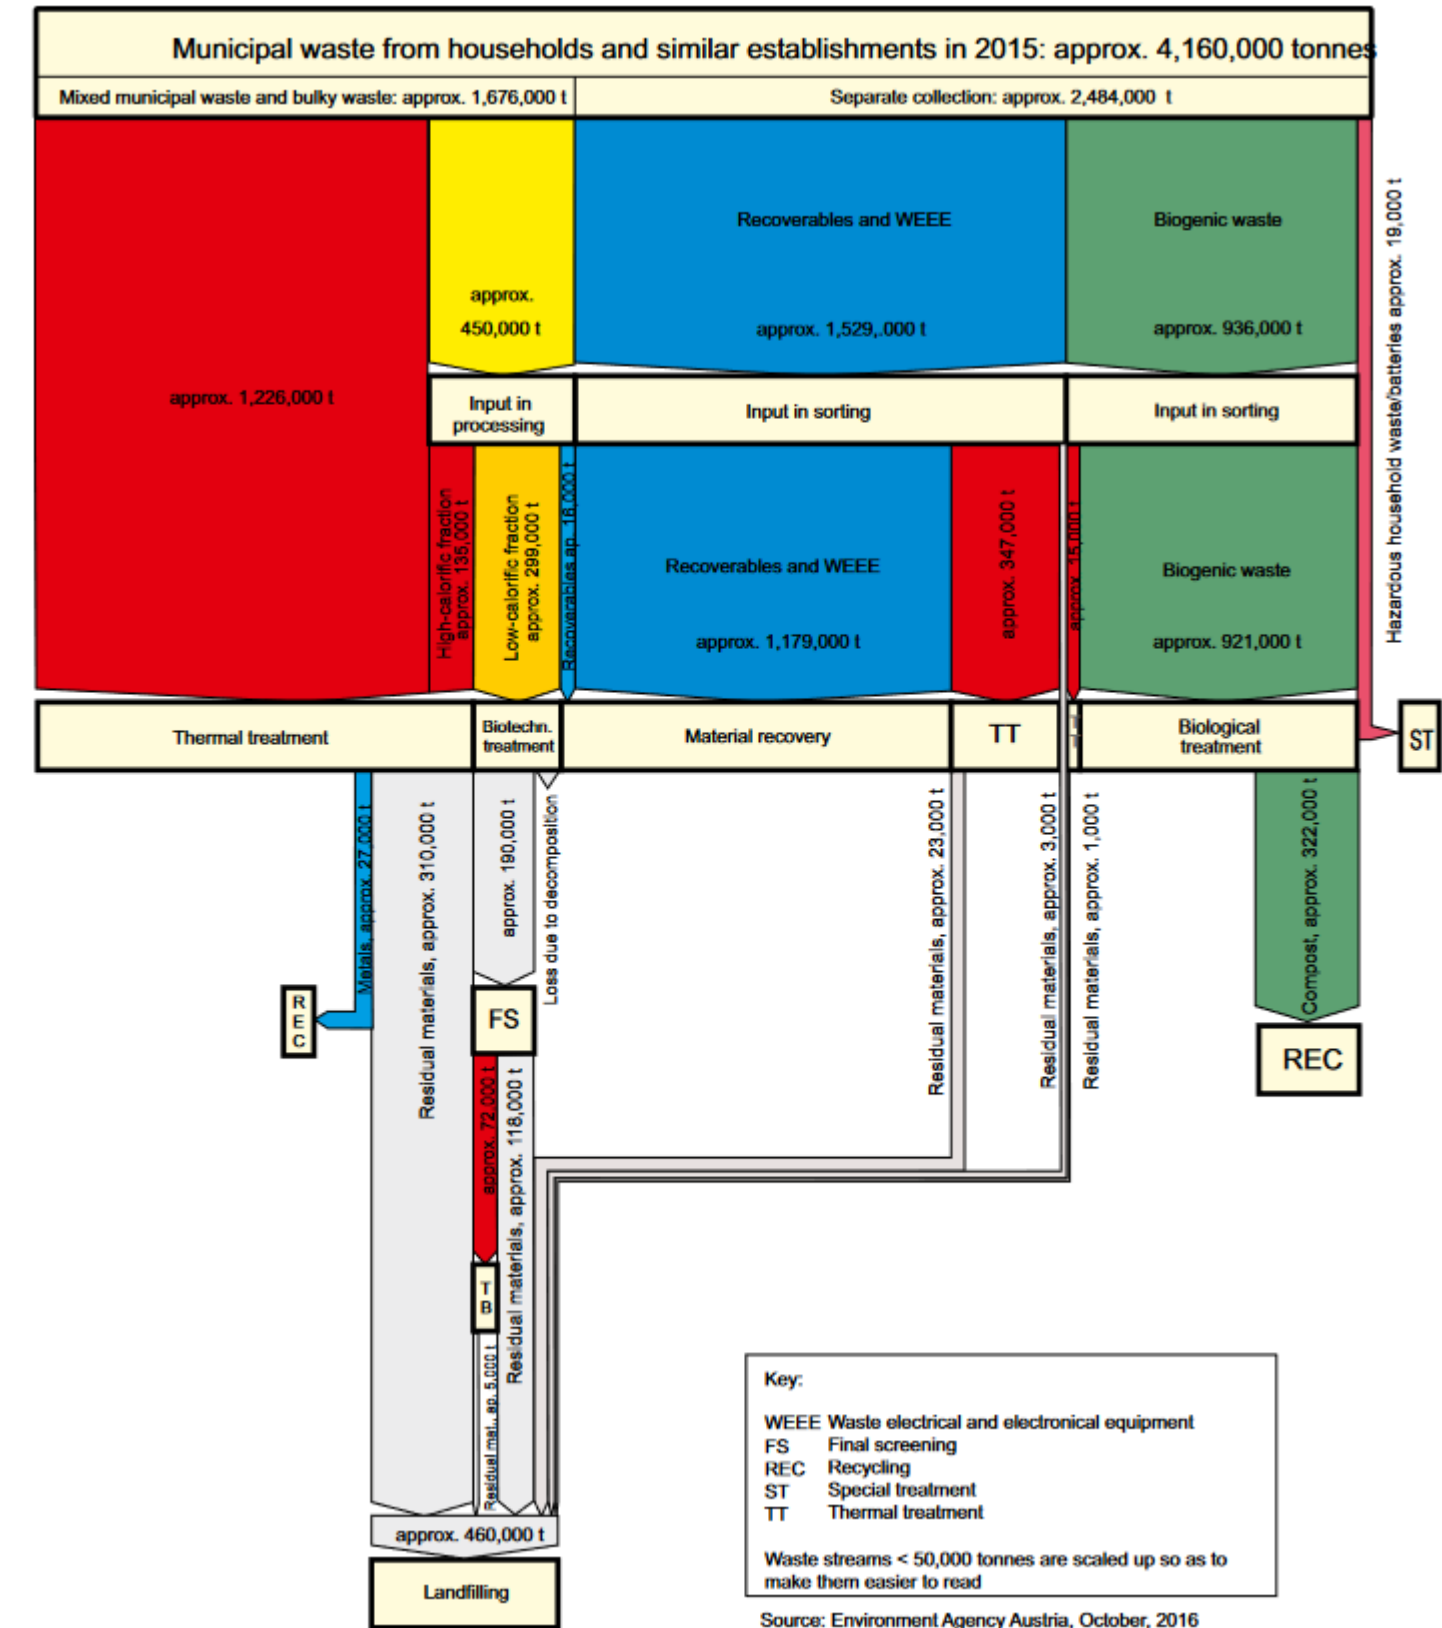 Municipal waste from households and similar establishments in 2015: approx. 4,160,000 tonnes
Mixed municipal waste and bulky waste: approx. 1,676,000 t
Separate collection: approx. 2,484,000 t
approx. 1,226,000 t
approx.
450,000 t
Recoverables and WEEE
approx. 1,529,.000 t
Biogenic waste
approx. 936,000 t
Hazardous household waste/batteries approx. 19,000 t
Input in
processing
Input in sorting
Input in sorting
High-calorific fraction
approx. 135,000 t
Low-calorific fraction
approx. 299,000 t
Recoverables ap. 16,000 t
Recoverables and WEEE
approx. 1,179,000 t
approx. 347,000 t
approx. 15,000 t
Biogenic waste
approx. 921,000 t
Thermal treatment
Biotechn.
treatment
Material recovery
TT
TT
Biological
treatment
ST
Metals, approx. 27,000 t
Residual materials, approx. 310,000 t
approx. 190,000 t
Loss due to decomposition
Residual materials, approx. 23,000 t
Residual materials, approx. 3,000 t
Residual materials, approx. 1,000 t
Compost, approx. 322,000 t
REC
FS
REC
approx. 72,000 t
Residual materials, approx. 118,000 t
TB
Residual mat., ap. 5,000 t
approx. 460,000 t
Landfilling
Key:
WEEE Waste electrical and electronical equipment
FS Final screening
REC Recycling
ST Special treatment
TT Thermal treatment
Waste streams < 50,000 tonnes are scaled up so as to
make them easier to read
Source: Environment Agency Austria, October, 2016